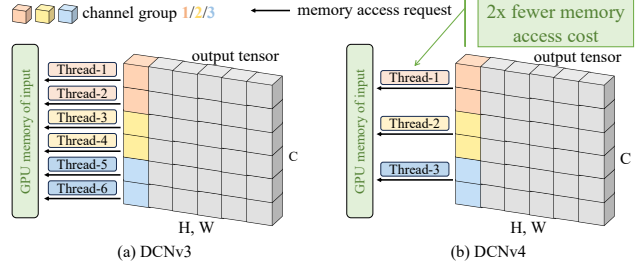 channel group 1/2/3
memory access request
2x fewer memory
access cost
GPU memory of input
Thread-1
Thread-2
Thread-3
Thread-4
Thread-5
Thread-6
output tensor
C
H, W
(a) DCNv3
GPU memory of input
Thread-1
Thread-2
Thread-3
output tensor
C
H, W
(b) DCNv4